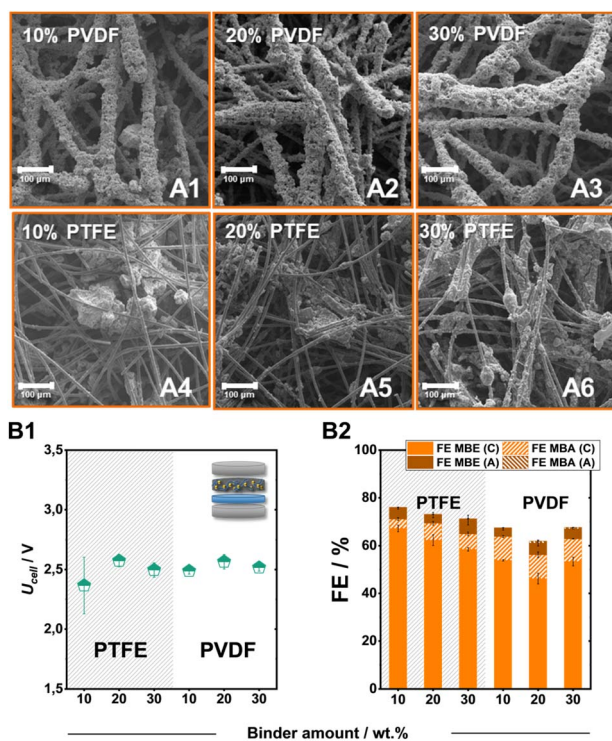 10% PVDF
100 µm
A1
20% PVDF
100 µm
A2
30% PVDF
100 µm
A3
10% PTFE
100 µm
A4
20% PTFE
100 µm
A5
30% PTFE
100 µm
A6
B1
3,5
3,0
2,5
2,0
1,5
Ucell / V
PTFE
PVDF
10 20 30 10 20 30
B2
FE MBE (C) FE MBA (C)
FE MBE (A) FE MBA (A)
100
80
60
40
20
0
FE / %
PTFE
PVDF
10 20 30 10 20 30
Binder amount / wt.%